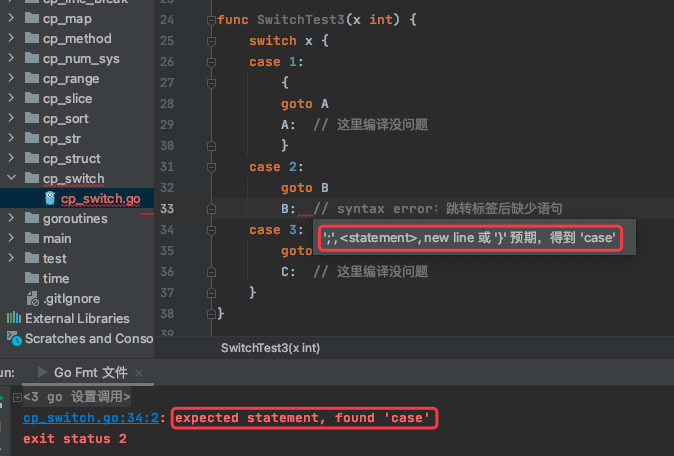 cp_line_break
cp_map
cp_method
cp_num_sys
cp_range
cp_slice
cp_sort
cp_str
cp_struct
cp_switch
cp_switch.go
goroutines
main
test
time
.gitIgnore
External Libraries
Scratches and Conso
24 func SwitchTest3(x int) {
25 switch x {
26 case 1:
27 {
28 goto A
29 A: // 这里编译没问题
30 }
31 case 2:
32 goto B
33 B: // syntax error: 跳转标签后缺少语句
34 case 3:
';', <statement>, new line 或 '}' 预期，得到 'case'
35 goto
36 C: // 这里编译没问题
37 }
38 }
39
SwitchTest3(x int)
un: Go Fmt 文件
<3 go 设置调用>
cp_switch.go:34:2: expected statement, found 'case'
exit status 2